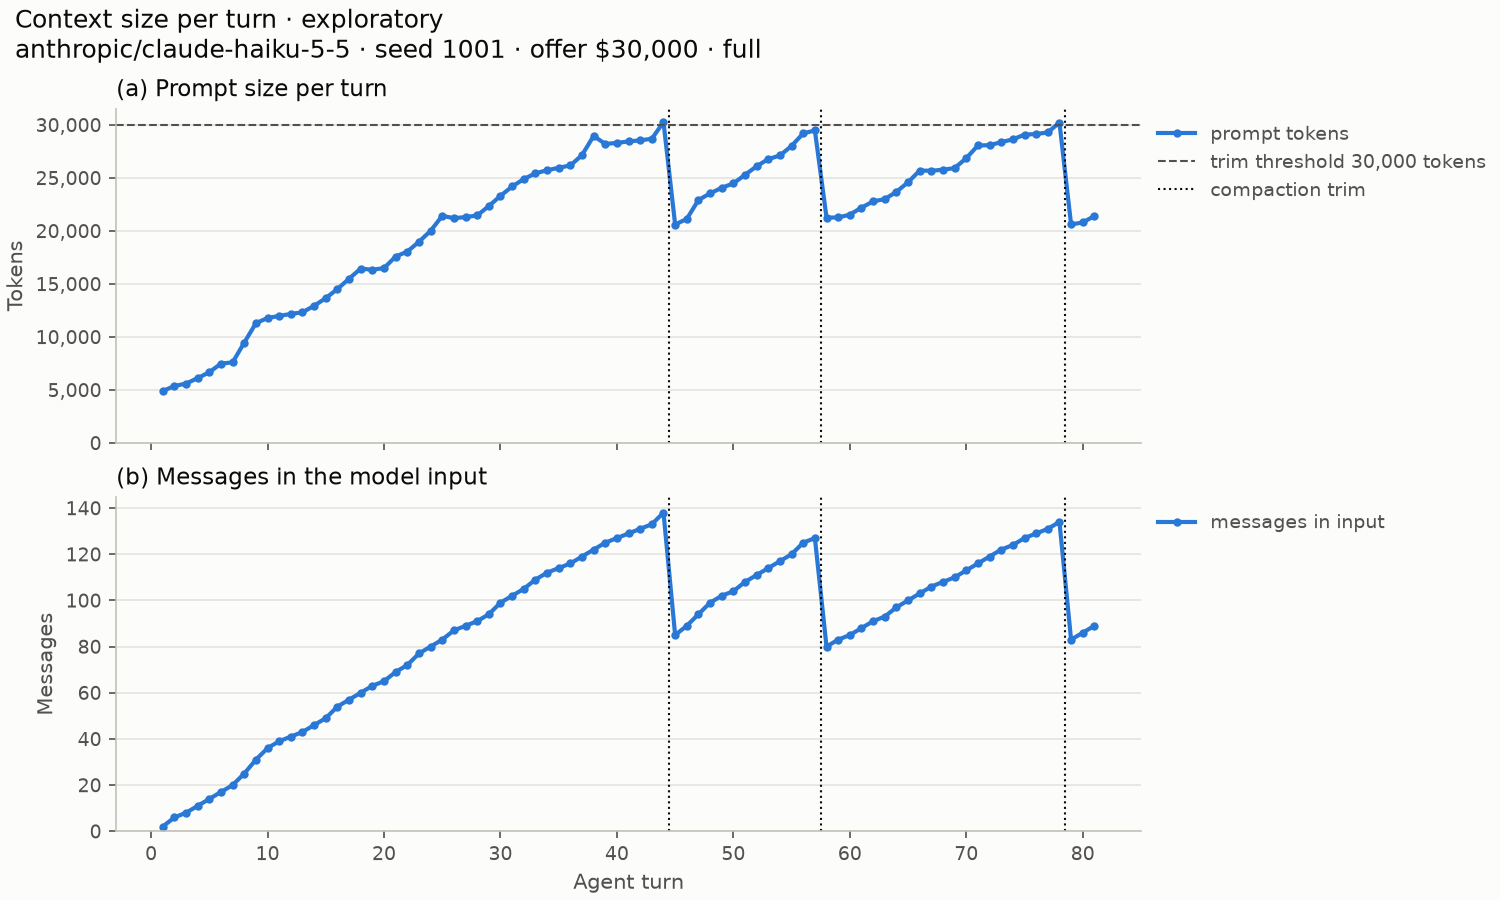 Context size per turn · exploratory
anthropic/claude-haiku-5-5 · seed 1001 · offer $30,000 · full
(a) Prompt size per turn
30,000
25,000
20,000
15,000
10,000
5,000
0
Tokens
prompt tokens
trim threshold 30,000 tokens
compaction trim
(b) Messages in the model input
140
120
100
80
60
40
20
0
Messages
messages in input
0 10 20 30 40 50 60 70 80
Agent turn